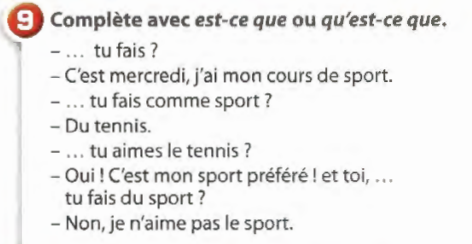 9 Complète avec est-ce que ou qu'est-ce que.
– … tu fais ?
– C'est mercredi, j'ai mon cours de sport.
– … tu fais comme sport ?
– Du tennis.
– … tu aimes le tennis ?
– Oui ! C'est mon sport préféré ! et toi, …
tu fais du sport ?
– Non, je n'aime pas le sport.